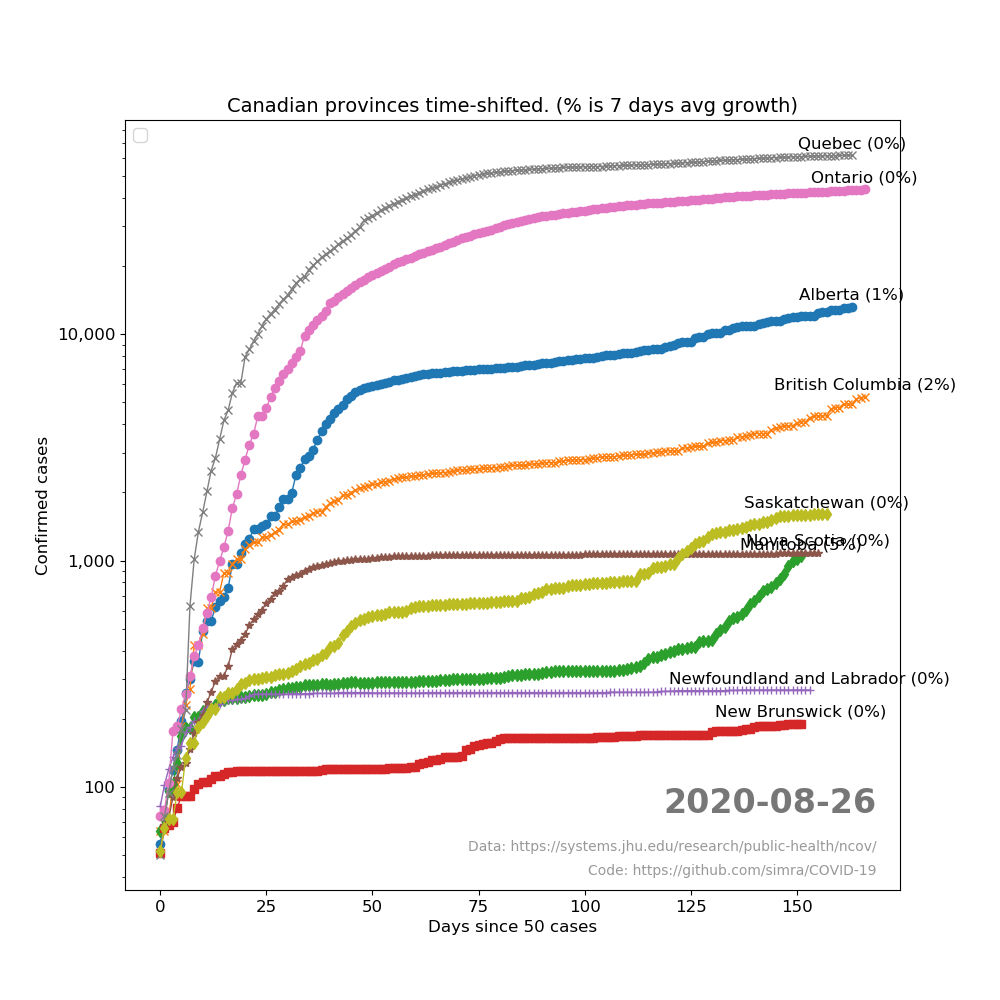 Canadian provinces time-shifted. (% is 7 days avg growth)
Quebec (0%)
Ontario (0%)
Alberta (1%)
British Columbia (2%)
Saskatchewan (0%)
Nova Scotia (0%)
Manitoba (5%)
Newfoundland and Labrador (0%)
New Brunswick (0%)
10,000
1,000
100
Confirmed cases
2020-08-26
Data: https://systems.jhu.edu/research/public-health/ncov/
Code: https://github.com/simra/COVID-19
0 25 50 75 100 125 150
Days since 50 cases